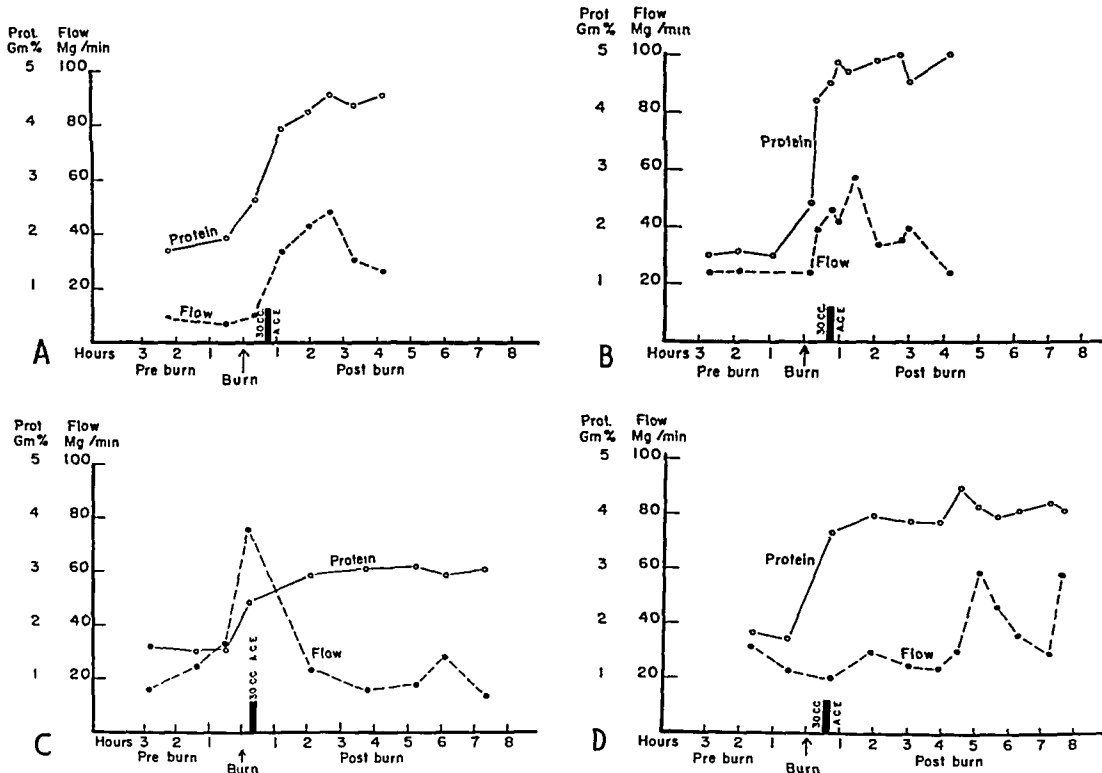 Prot. Flow
Gm% Mg/min
5 100
4 80
3 60
2 40
1 20
Protein
Flow
30CC
A C E
A
Hours 3 2 1 0 1 2 3 4 5 6 7 8
Pre burn Burn Post burn
Prot. Flow
Gm% Mg/min
5 100
4 80
3 60
2 40
1 20
Protein
Flow
30 CC
A.C.E
B
Hours 3 2 1 0 1 2 3 4 5 6 7 8
Pre burn Burn Post burn
Prot Flow
Gm% Mg/min
5 100
4 80
3 60
2 40
1 20
Protein
Flow
30 CC A C E
C
Hours 3 2 1 0 1 2 3 4 5 6 7 8
Pre burn Burn Post burn
Prot. Flow
Gm% Mg/min
5 100
4 80
3 60
2 40
1 20
Protein
Flow
30 CC
A.C.E
D
Hours 3 2 1 0 1 2 3 4 5 6 7 8
Pre burn Burn Post burn